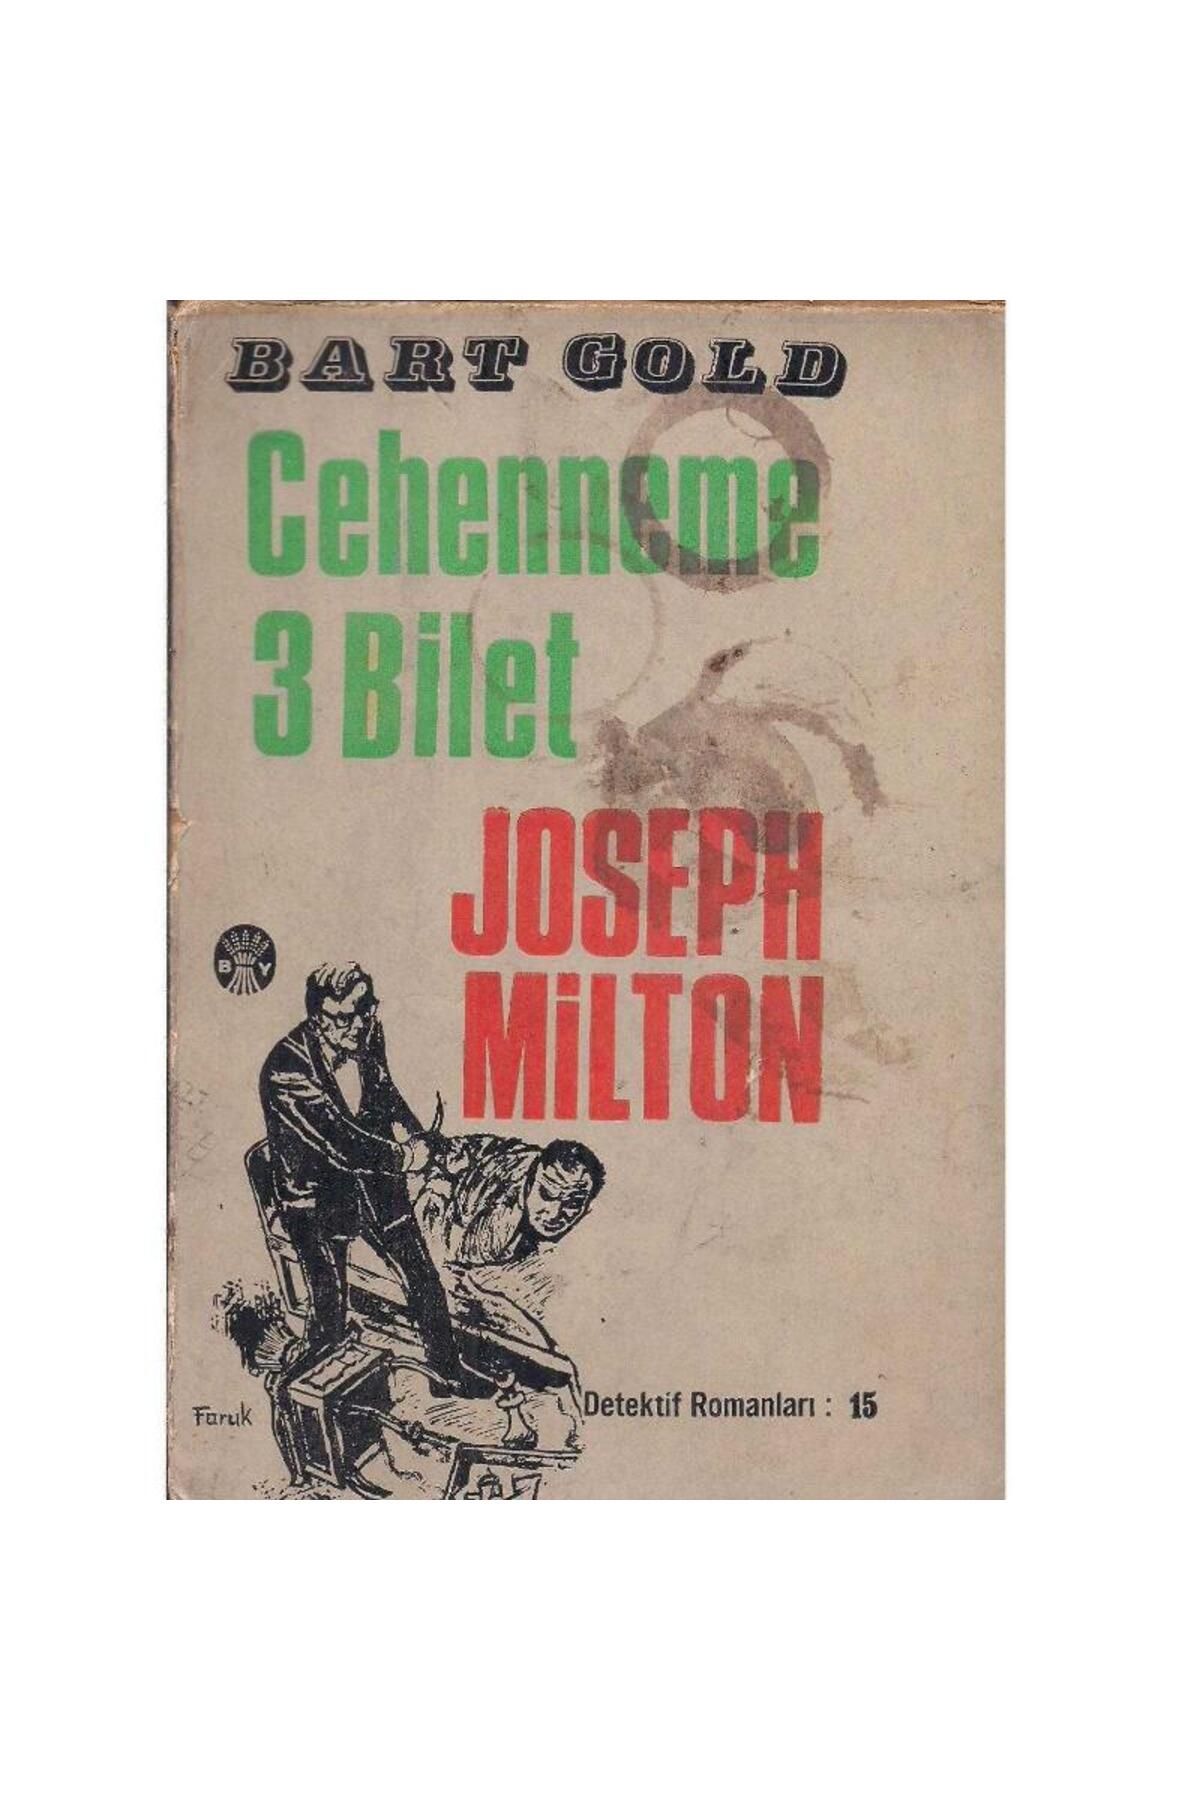 BART GOLD
Cehenneme
3 Bilet
JOSEPH
MiLTON
B Y
Faruk
Detektif Romanları : 15